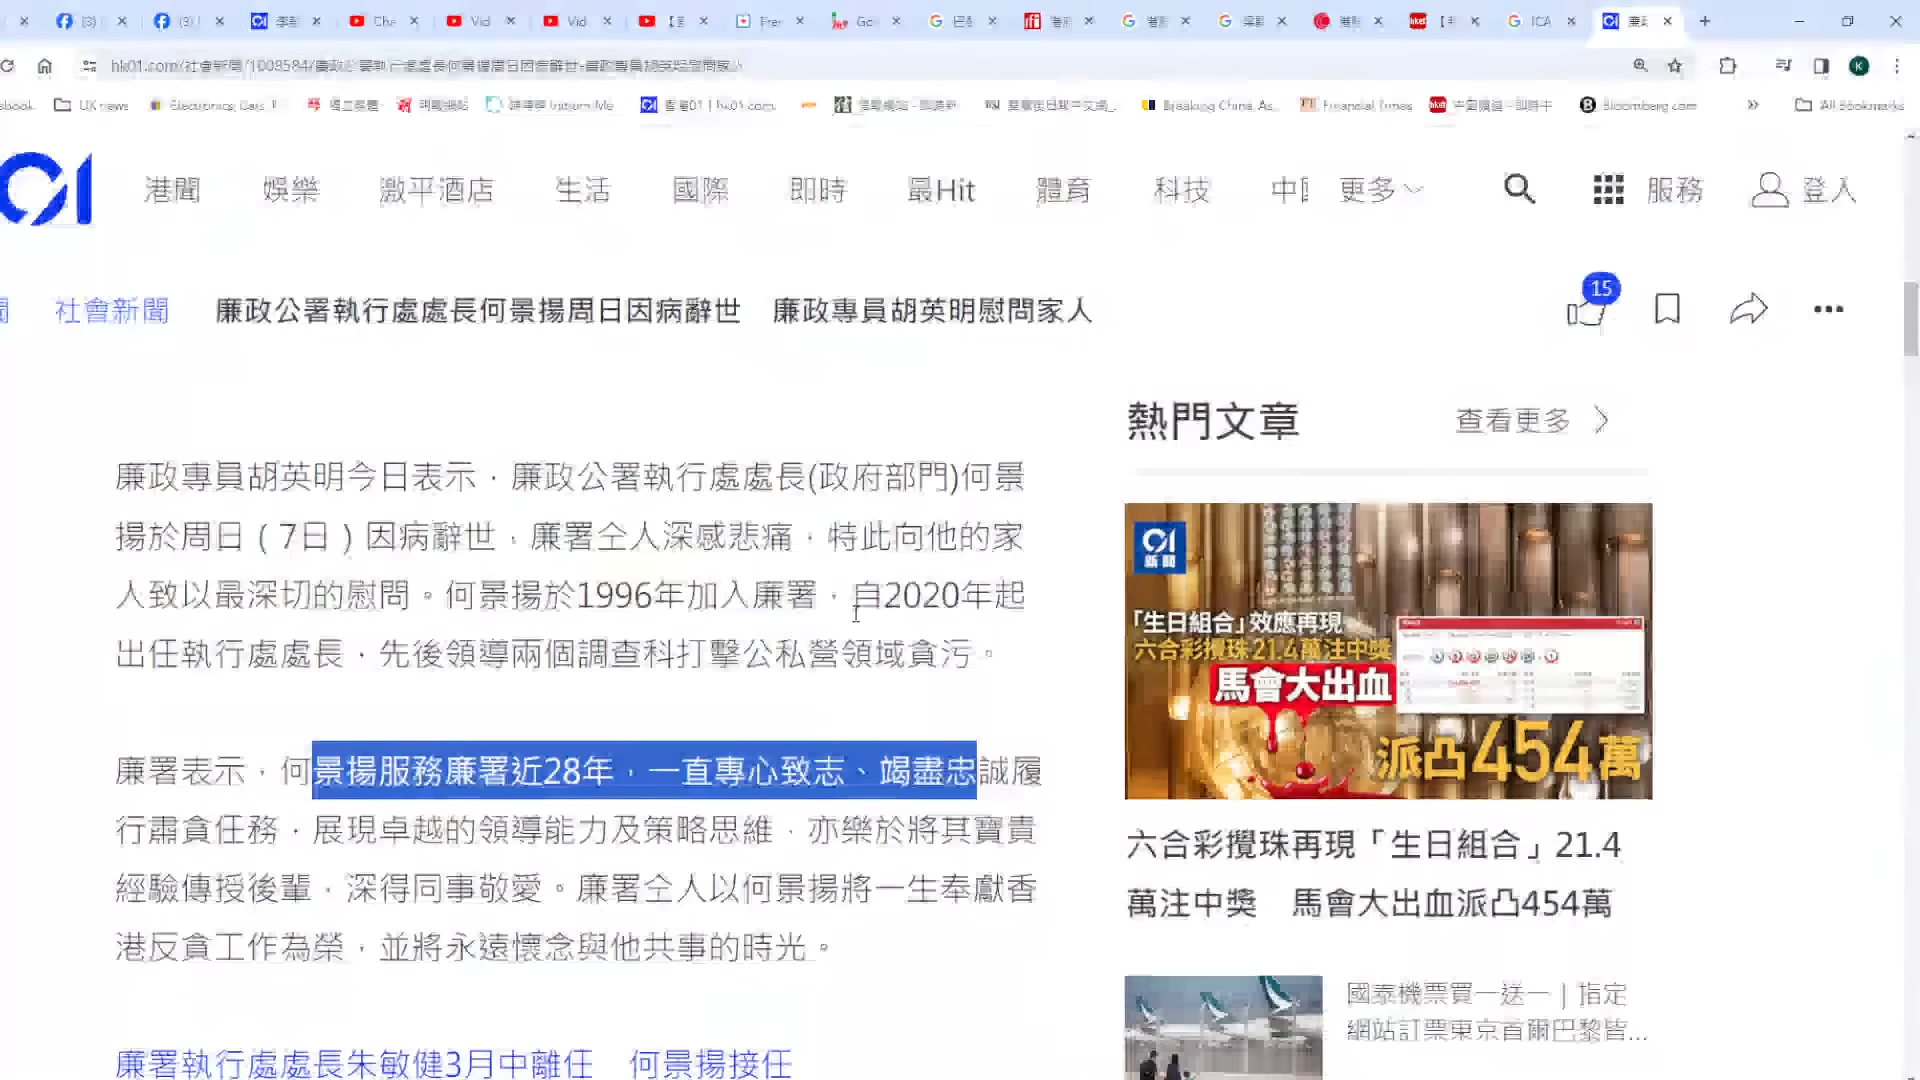 ICA
UK news
Breaking China, As...
Financial Times
Bloomberg.com
All Bookmarks
港聞
娛樂
激平酒店
生活
國際
即時
最Hit
體育
科技
更多
服務
登入
社會新聞
廉政公署執行處處長何景揚周日因病辭世 廉政專員胡英明慰問家人
15
熱門文章
查看更多
廉政專員胡英明今日表示，廉政公署執行處處長(政府部門)何景
揚於周日（7日）因病辭世，廉署仝人深感悲痛，特此向他的家
人致以最深切的慰問。何景揚於1996年加入廉署，自2020年起
出任執行處處長，先後領導兩個調查科打擊公私營領域貪污。
廉署表示，何景揚服務廉署近28年，一直專心致志、竭盡忠誠履
行肅貪任務，展現卓越的領導能力及策略思維，亦樂於將其寶貴
經驗傳授後輩，深得同事敬愛。廉署仝人以何景揚將一生奉獻香
港反貪工作為榮，並將永遠懷念與他共事的時光。
廉署執行處處長朱敏健3月中離任 何景揚接任
01
新聞
「生日組合」效應再現
六合彩攪珠21.4萬注中獎
馬會大出血
派凸454萬
六合彩攪珠再現「生日組合」21.4
萬注中獎 馬會大出血派凸454萬
國泰機票買一送一｜指定
網站訂票東京首爾巴黎皆...